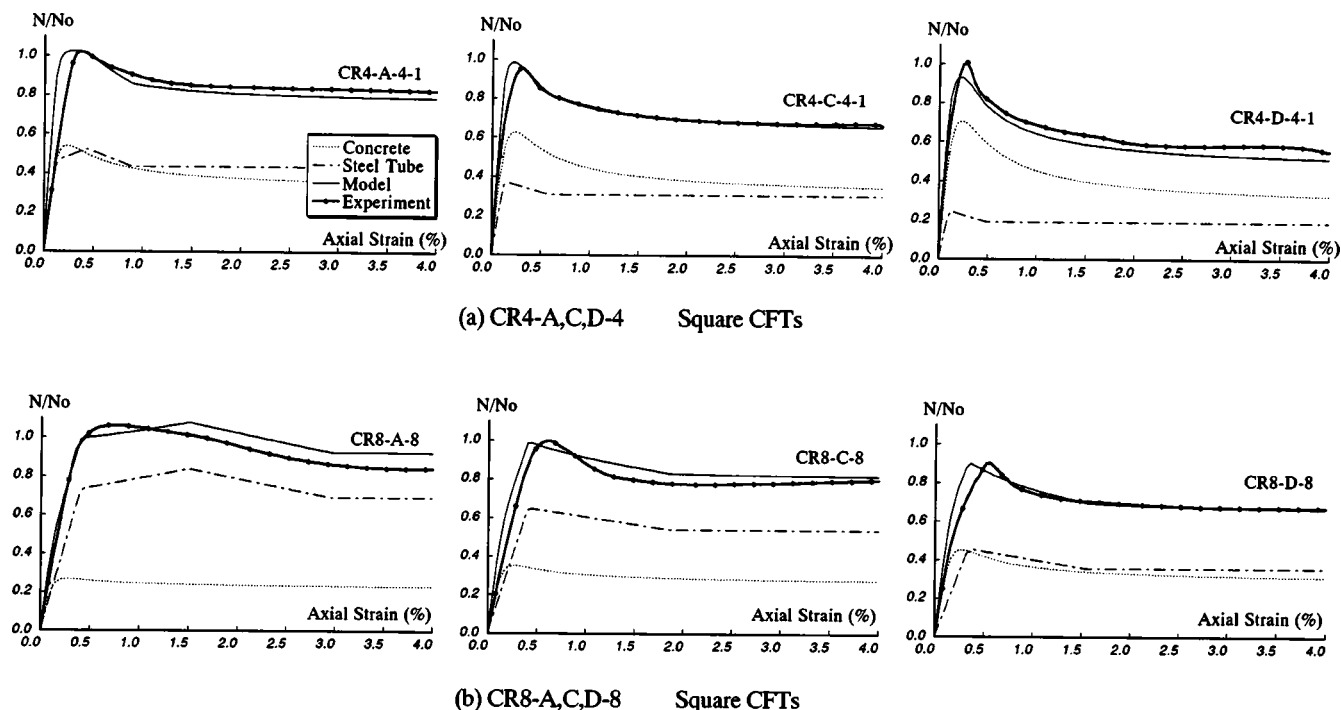 N/No
1.0
0.8
0.6
0.4
0.2
0.0
CR4-A-4-1
Concrete
Steel Tube
Model
Experiment
Axial Strain (%)
0.0 0.5 1.0 1.5 2.0 2.5 3.0 3.5 4.0
N/No
1.0
0.8
0.6
0.4
0.2
0.0
CR4-C-4-1
Axial Strain (%)
0.0 0.5 1.0 1.5 2.0 2.5 3.0 3.5 4.0
N/No
1.0
0.8
0.6
0.4
0.2
0.0
CR4-D-4-1
Axial Strain (%)
0.0 0.5 1.0 1.5 2.0 2.5 3.0 3.5 4.0
(a) CR4-A,C,D-4 Square CFTs
N/No
1.0
0.8
0.6
0.4
0.2
0.0
CR8-A-8
Axial Strain (%)
0.0 0.5 1.0 1.5 2.0 2.5 3.0 3.5 4.0
N/No
1.0
0.8
0.6
0.4
0.2
0.0
CR8-C-8
Axial Strain (%)
0.0 0.5 1.0 1.5 2.0 2.5 3.0 3.5 4.0
N/No
1.0
0.8
0.6
0.4
0.2
0.0
CR8-D-8
Axial Strain (%)
0.0 0.5 1.0 1.5 2.0 2.5 3.0 3.5 4.0
(b) CR8-A,C,D-8 Square CFTs